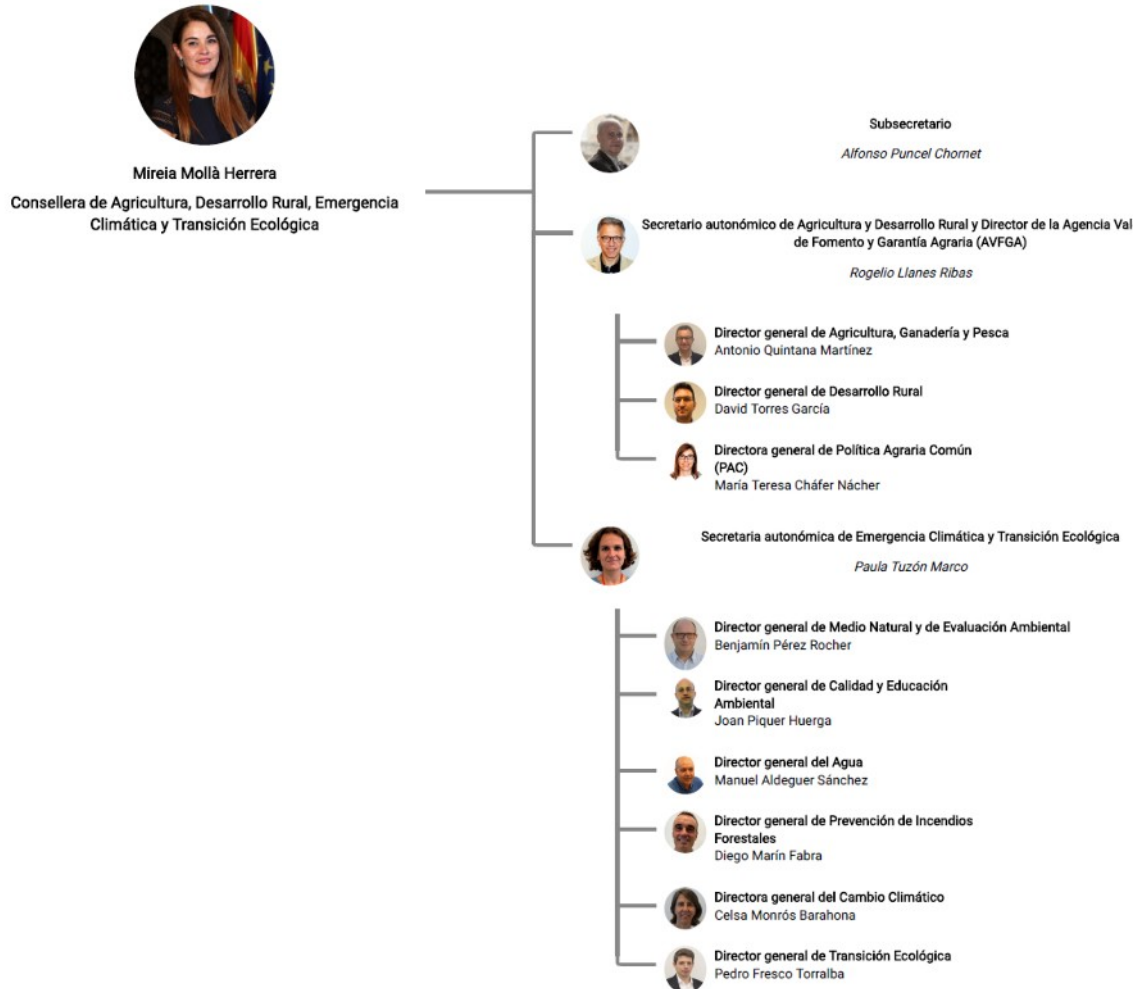 Mireia Mollà Herrera
Consellera de Agricultura, Desarrollo Rural, Emergencia
Climática y Transición Ecológica
Subsecretario
Alfonso Puncel Chornet
Secretario autonómico de Agricultura y Desarrollo Rural y Director de la Agencia Val
de Fomento y Garantía Agraria (AVFGA)
Rogelio Llanes Ribas
Director general de Agricultura, Ganadería y Pesca
Antonio Quintana Martínez
Director general de Desarrollo Rural
David Torres García
Directora general de Política Agraria Común
(PAC)
María Teresa Cháfer Nácher
Secretaria autonómica de Emergencia Climática y Transición Ecológica
Paula Tuzón Marco
Director general de Medio Natural y de Evaluación Ambiental
Benjamín Pérez Rocher
Director general de Calidad y Educación
Ambiental
Joan Piquer Huerga
Director general del Agua
Manuel Aldeguer Sánchez
Director general de Prevención de Incendios
Forestales
Diego Marín Fabra
Directora general del Cambio Climático
Celsa Monrós Barahona
Director general de Transición Ecológica
Pedro Fresco Torralba